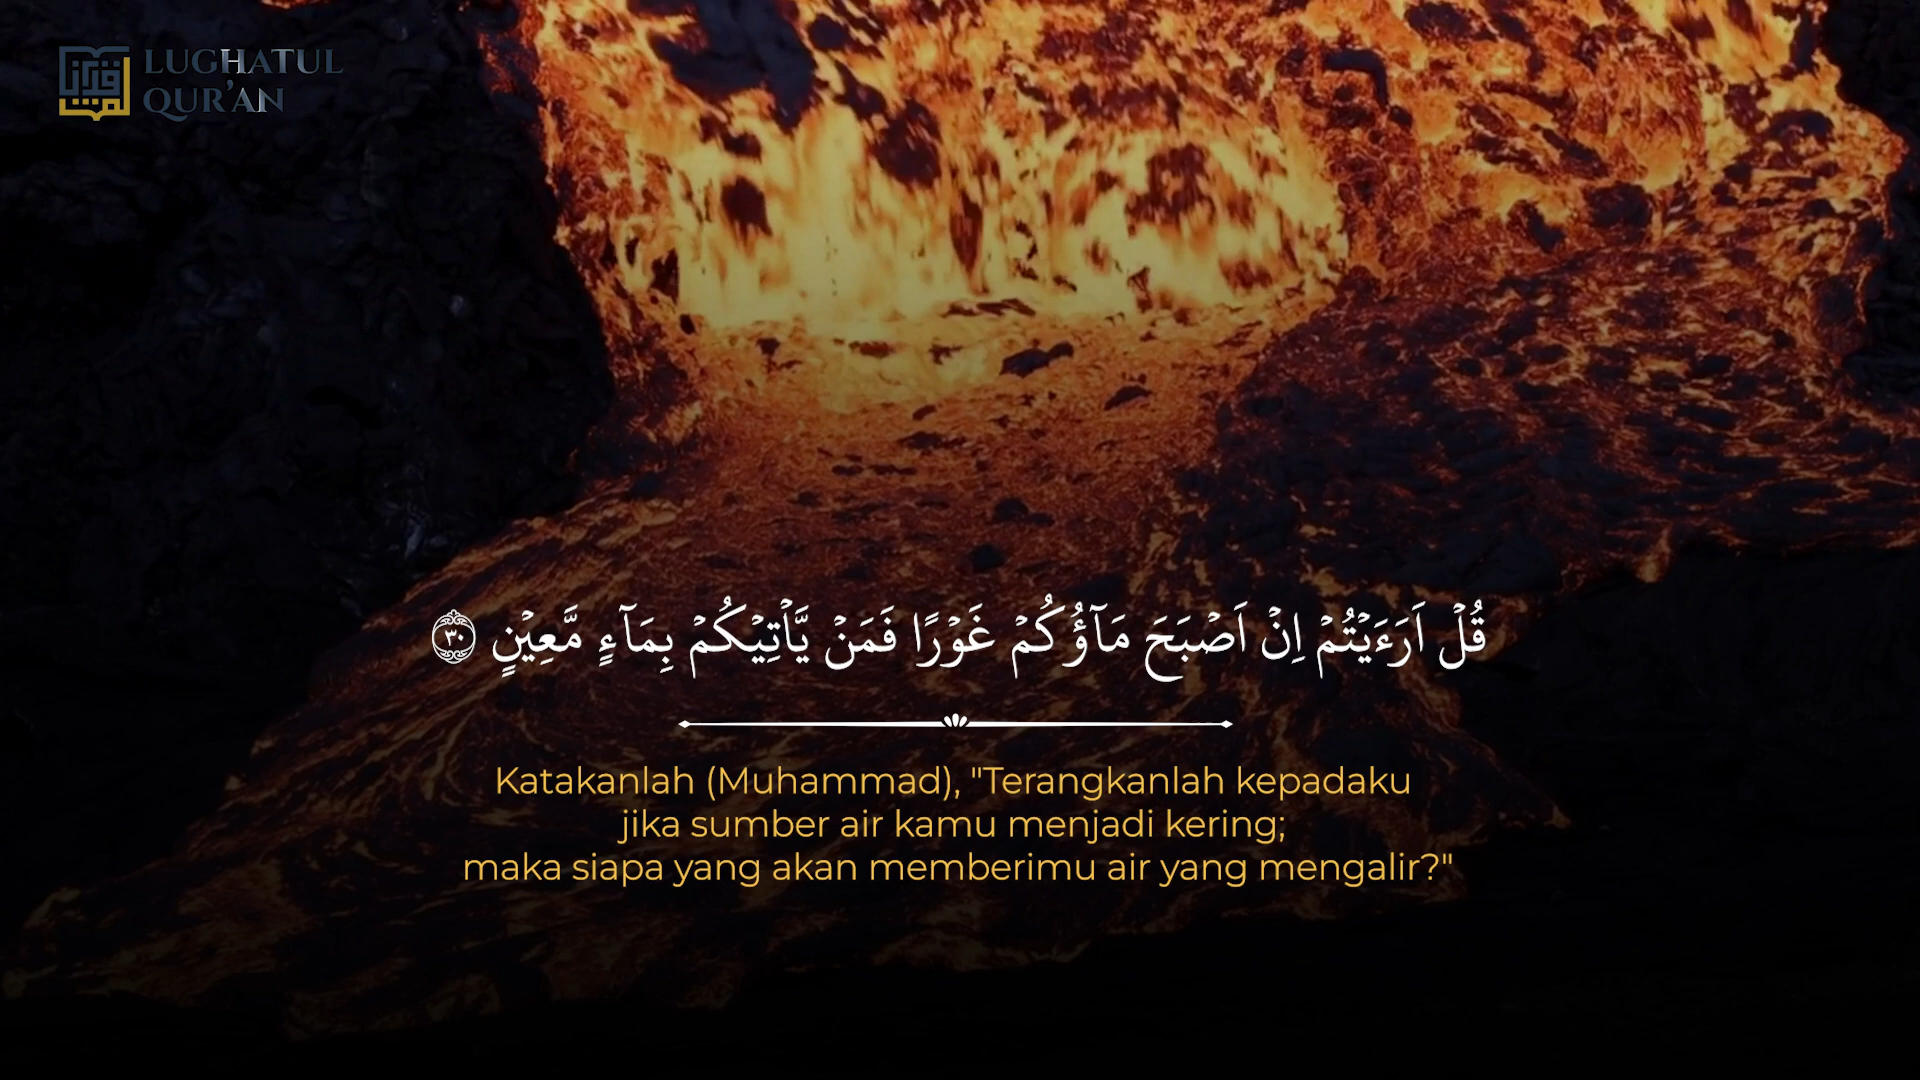 LUGHATUL
QUR'AN
قُلْ اَرَءَيْتُمْ اِنْ اَصْبَحَ مَاۤؤُكُمْ غَوْرًا فَمَنْ يَّأْتِيْكُمْ بِمَاۤءٍ مَّعِيْنٍ ۝٣٠
Katakanlah (Muhammad), "Terangkanlah kepadaku
jika sumber air kamu menjadi kering;
maka siapa yang akan memberimu air yang mengalir?"